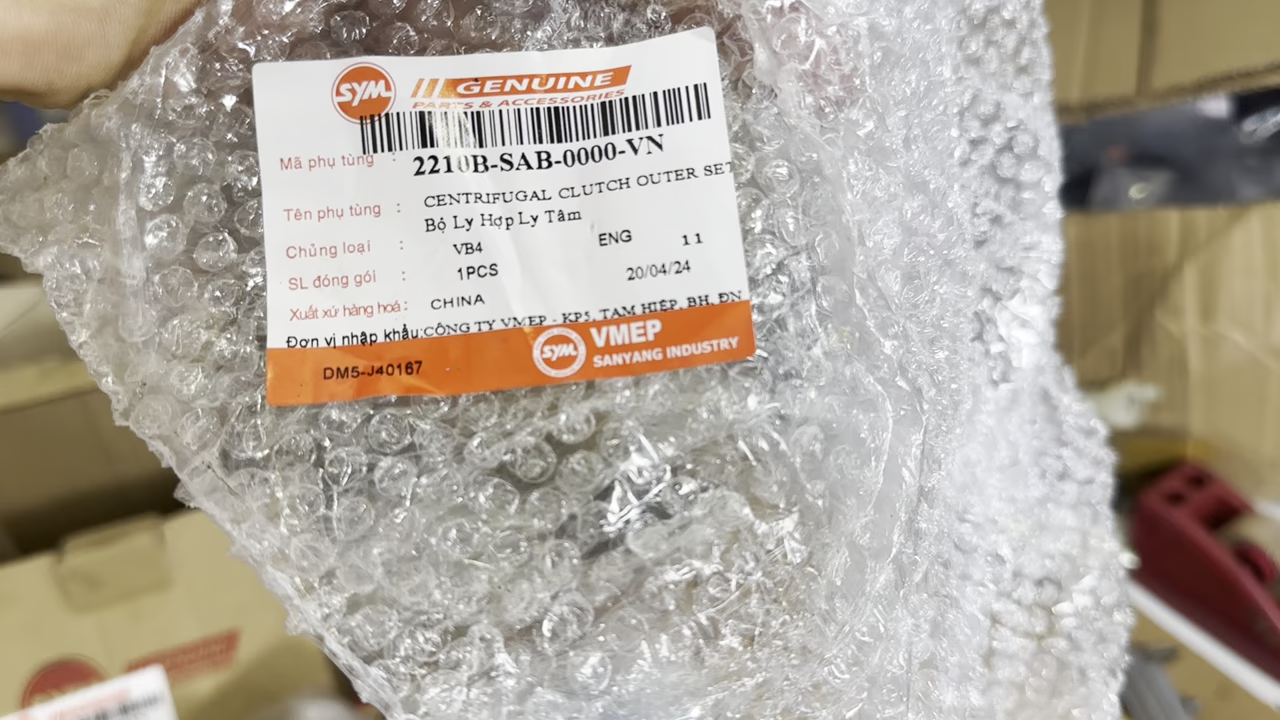 SYM GENUINE
PARTS & ACCESSORIES
Mã phụ tùng : 2210B-SAB-0000-VN
Tên phụ tùng : CENTRIFUGAL CLUTCH OUTER SET
Bộ Ly Hợp Ly Tâm
Chủng loại : VB4 ENG 11
SL đóng gói : 1PCS 20/04/24
Xuất xứ hàng hoá : CHINA
Đơn vị nhập khẩu:CÔNG TY VMEP - KP5, TAM HIỆP, BH, ĐN
DM5-J40167 SYM VMEP
SANYANG INDUSTRY
GENUINE